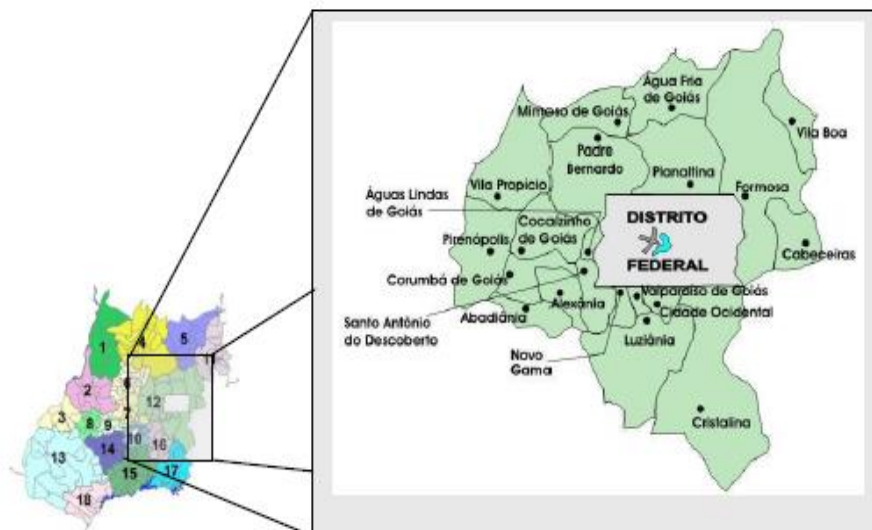 Água Fria
de Goiás
Mimoso de Goiás
Vila Boa
Padre
Bernardo
Planaltina
Vila Propício
Formosa
Águas Lindas
de Goiás
DISTRITO
FEDERAL
Cocalzinho
de Goiás
Pirenópolis
Cabeceiras
Corumbá de Goiás
Valparaíso de Goiás
Alexânia
Cidade Ocidental
Abadiânia
Santo Antônio
do Descoberto
Luziânia
Novo
Gama
Cristalina
1
4
5
11
6
2
12
3
7
8
9
10
14
16
13
15
17
18